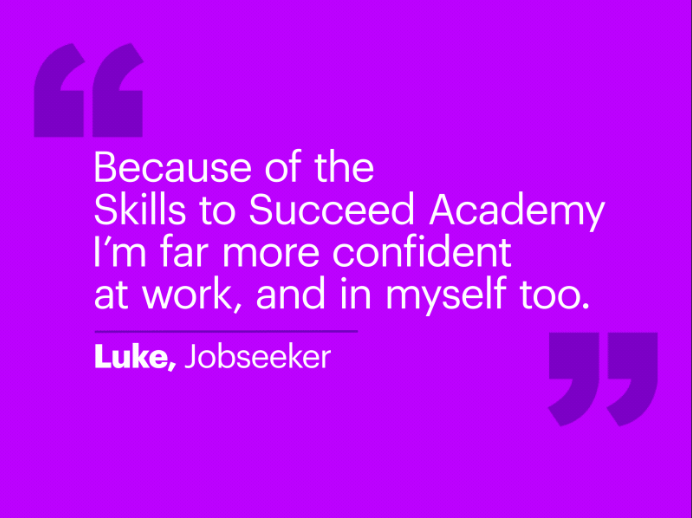 Because of the
Skills to Succeed Academy
I’m far more confident
at work, and in myself too.
Luke, Jobseeker